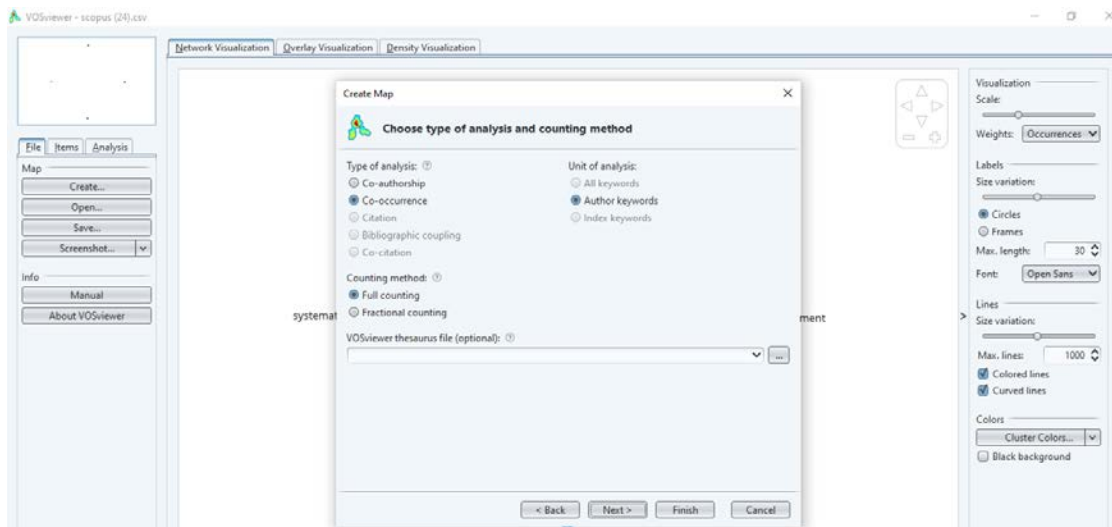 VOSviewer - scopus (24).csv
Network Visualization Overlay Visualization Density Visualization
File Items Analysis
Map
Create...
Open...
Save...
Screenshot...
Info
Manual
About VOSviewer
systemat
Create Map
Choose type of analysis and counting method
Type of analysis:
Co-authorship
Co-occurrence
Citation
Bibliographic coupling
Co-citation
Unit of analysis:
All keywords
Author keywords
Index keywords
Counting method:
Full counting
Fractional counting
VOSviewer thesaurus file (optional):
...
< Back Next > Finish Cancel
ment
>
Visualization
Scale:
Weights: Occurrences
Labels
Size variation:
Circles
Frames
Max. length: 30
Font: Open Sans
Lines
Size variation:
Max. lines: 1000
Colored lines
Curved lines
Colors
Cluster Colors...
Black background